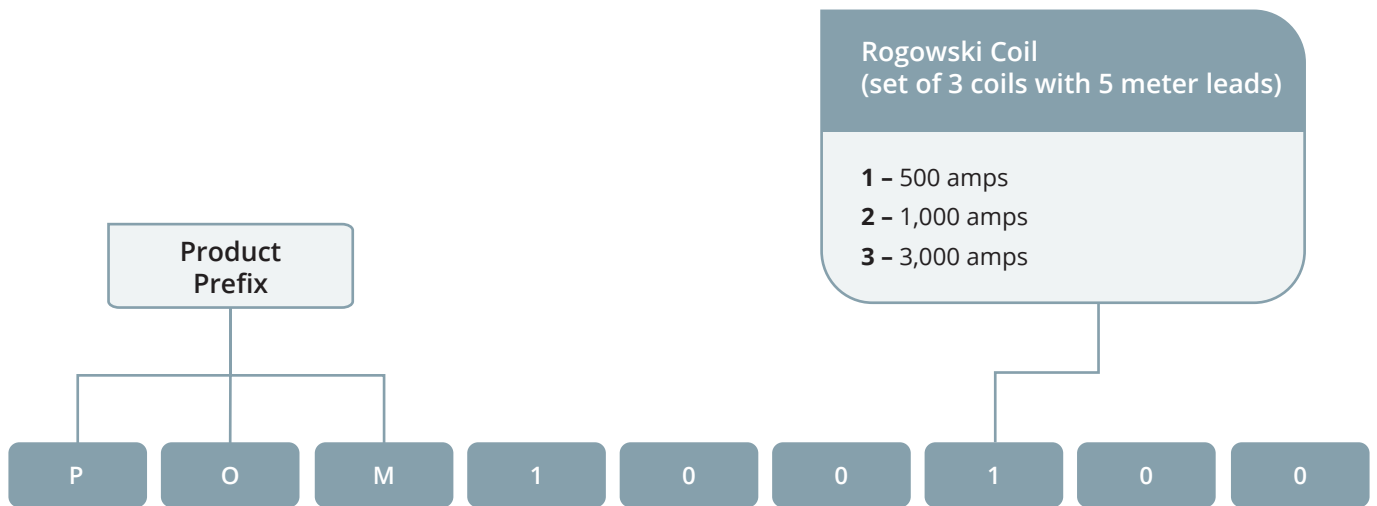 Rogowski Coil
(set of 3 coils with 5 meter leads)
1 – 500 amps
2 – 1,000 amps
3 – 3,000 amps
Product
Prefix
P O M 1 0 0 1 0 0